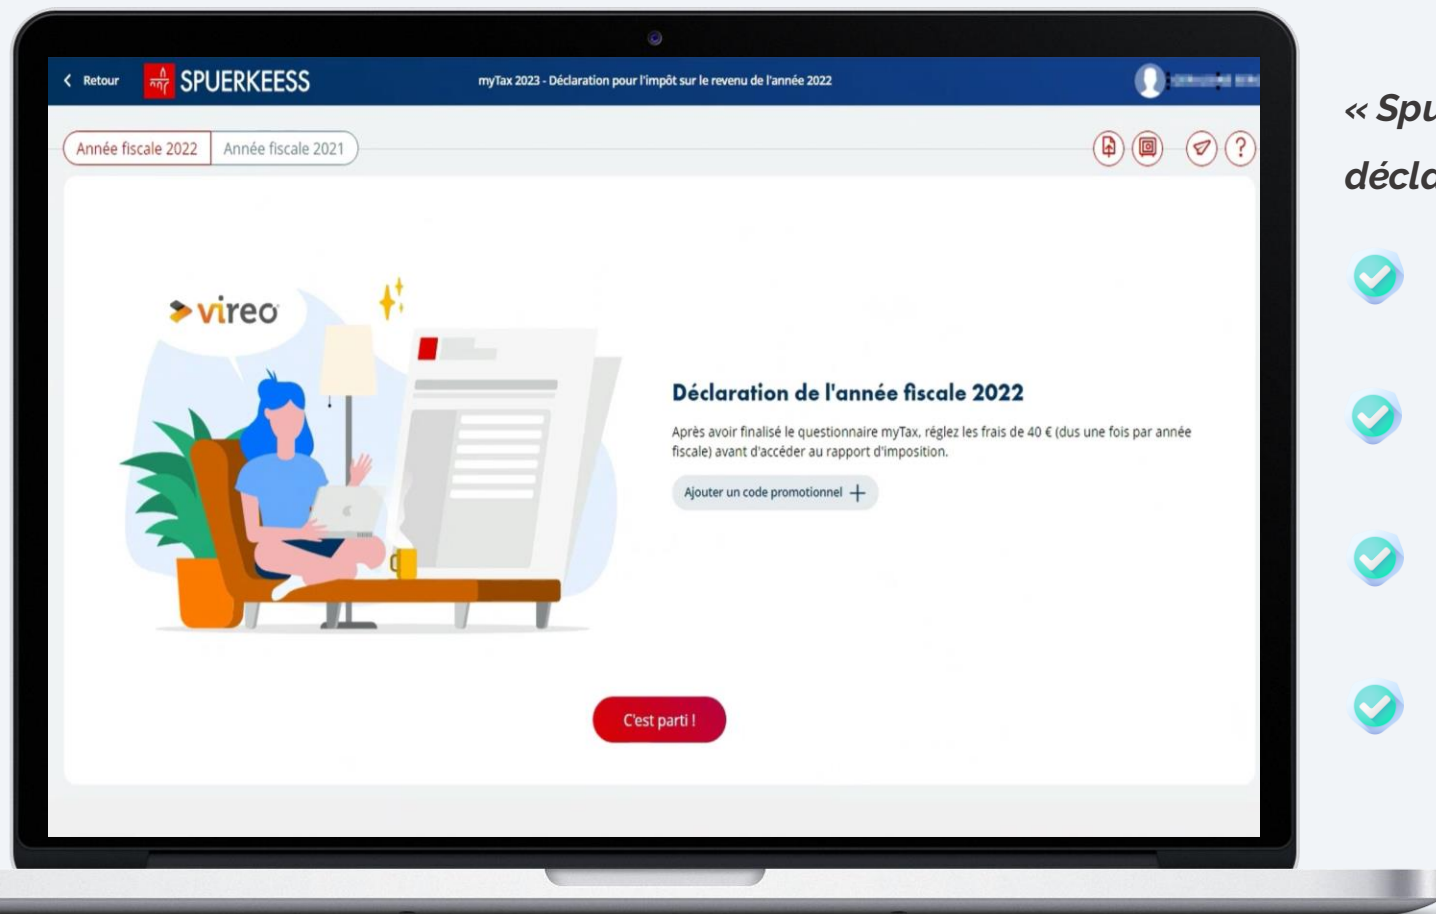 Retour
SPUERKEESS
myTax 2023 - Déclaration pour l'impôt sur le revenu de l'année 2022
Année fiscale 2022
Année fiscale 2021
vireo
Déclaration de l'année fiscale 2022
Après avoir finalisé le questionnaire myTax, réglez les frais de 40 € (dus une fois par année
fiscale) avant d'accéder au rapport d'imposition.
Ajouter un code promotionnel +
C'est parti !
« Spu
décla